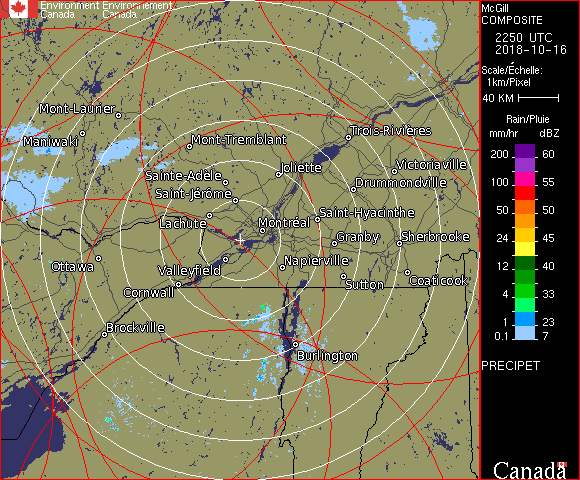 Environment Environnement
Canada Canada
McGill
COMPOSITE
2250 UTC
2018-10-16
Scale/Échelle:
1km/Pixel
40 KM
Rain/Pluie
mm/hr dBZ
200 60
100 55
50 50
24 45
12 40
4 33
1 23
0.1 7
PRECIPET
Canada
Mont-Laurier
Maniwaki
Mont-Tremblant
Trois-Rivières
Joliette
Victoriaville
Sainte-Adèle
Drummondville
Saint-Jérôme
Saint-Hyacinthe
Lachute
Montréal
Granby
Sherbrooke
Ottawa
Valleyfield
Napierville
Coaticook
Sutton
Cornwall
Brockville
Burlington